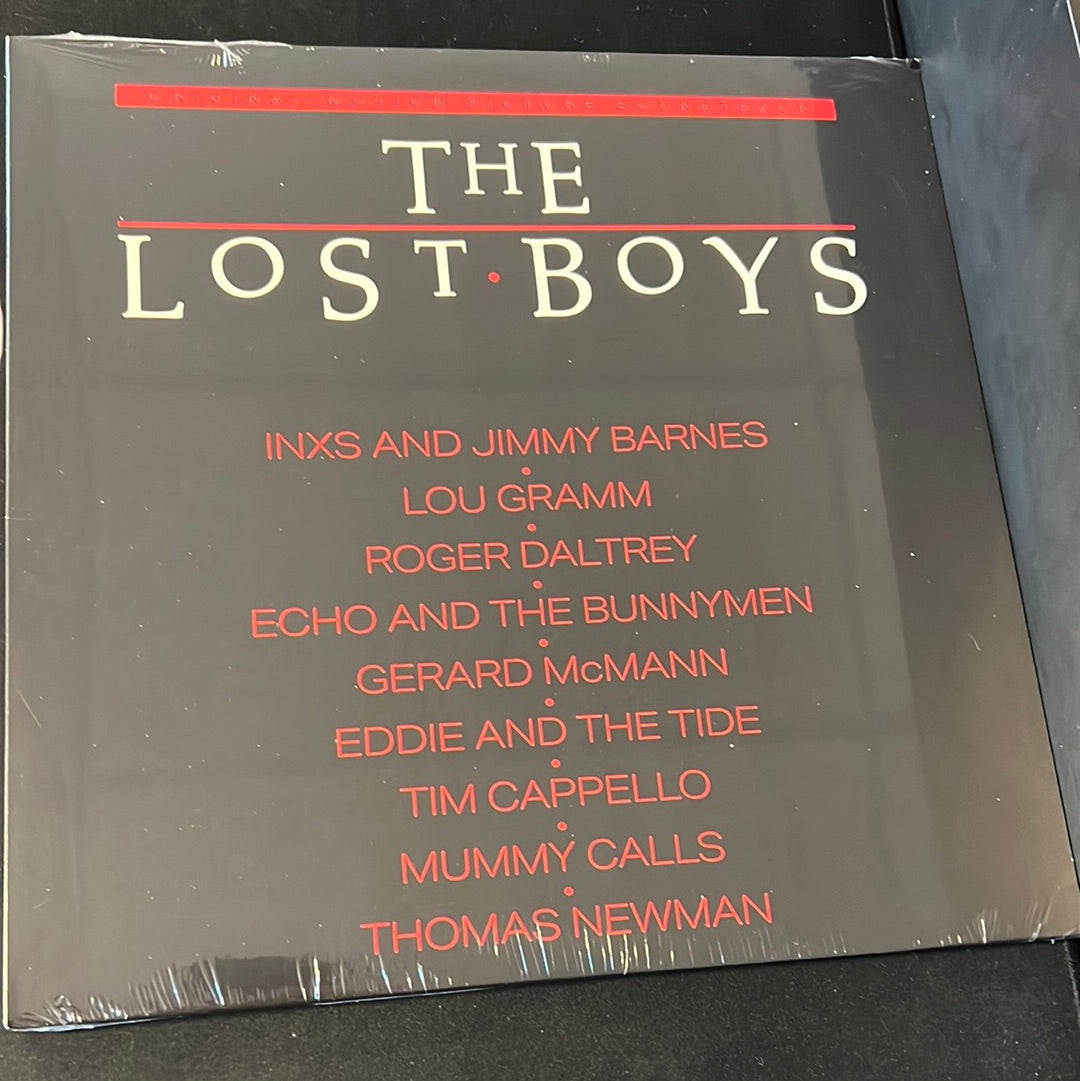 ORIGINAL MOTION PICTURE SOUNDTRACK
THE
LOST·BOYS
INXS AND JIMMY BARNES
•
LOU GRAMM
•
ROGER DALTREY
•
ECHO AND THE BUNNYMEN
•
GERARD McMANN
•
EDDIE AND THE TIDE
•
TIM CAPPELLO
•
MUMMY CALLS
•
THOMAS NEWMAN